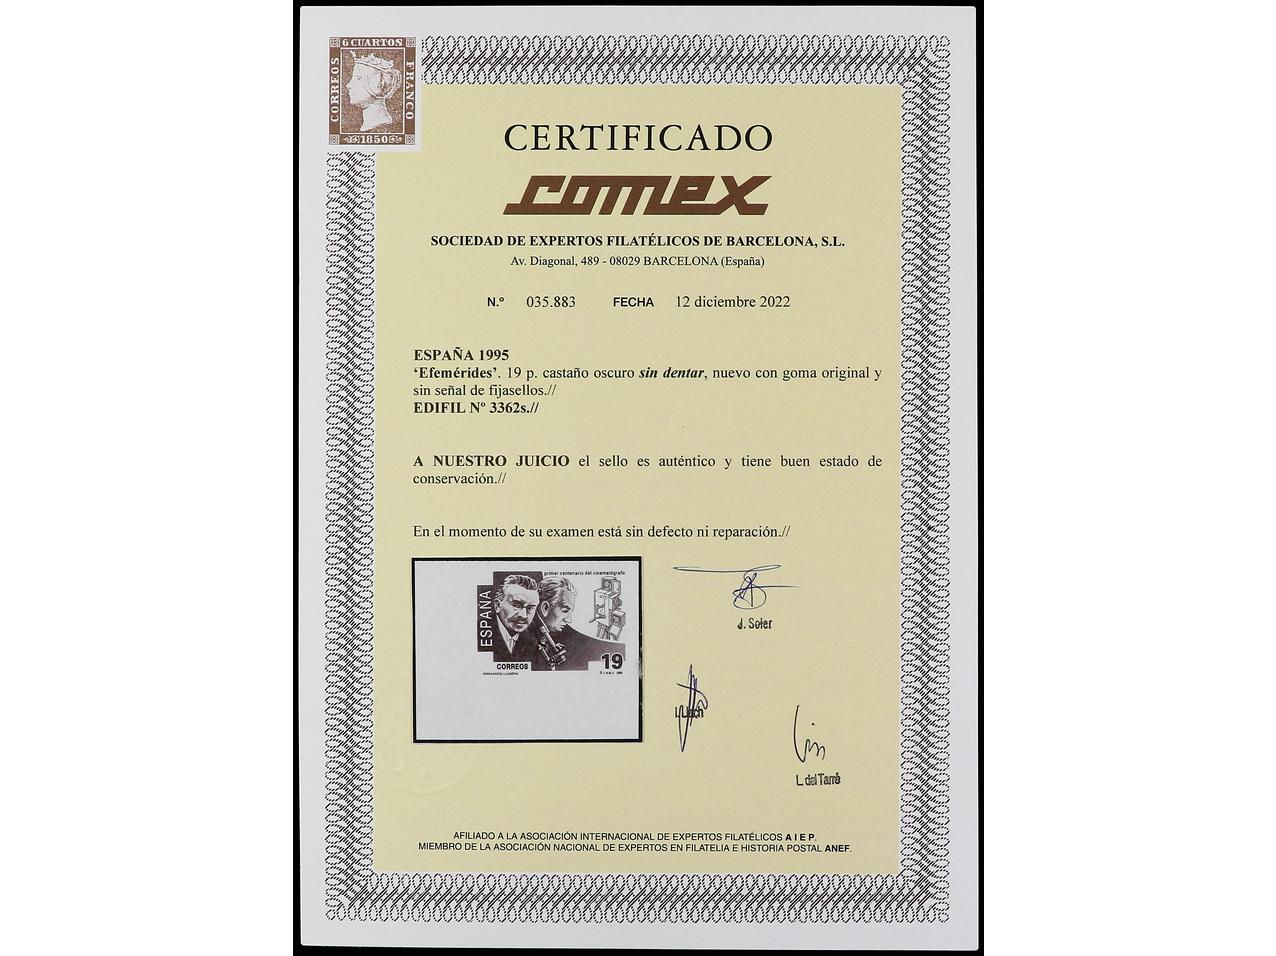 6 CUARTOS
CORREOS
FRANCO
1850
CERTIFICADO
comex
SOCIEDAD DE EXPERTOS FILATÉLICOS DE BARCELONA, S.L.
Av. Diagonal, 489 - 08029 BARCELONA (España)
N.º 035.883 FECHA 12 diciembre 2022
ESPAÑA 1995
‘Efemérides’. 19 p. castaño oscuro sin dentar, nuevo con goma original y
sin señal de fijasellos.//
EDIFIL Nº 3362s.//
A NUESTRO JUICIO el sello es auténtico y tiene buen estado de
conservación.//
En el momento de su examen está sin defecto ni reparación.//
primer centenario del cinematógrafo
ESPAÑA
CORREOS
19
HERMANOS LUMIÈRE
J. Soler
I. Llach
L. del Tarré
AFILIADO A LA ASOCIACIÓN INTERNACIONAL DE EXPERTOS FILATÉLICOS A I E P.
MIEMBRO DE LA ASOCIACIÓN NACIONAL DE EXPERTOS EN FILATELIA E HISTORIA POSTAL ANEF.